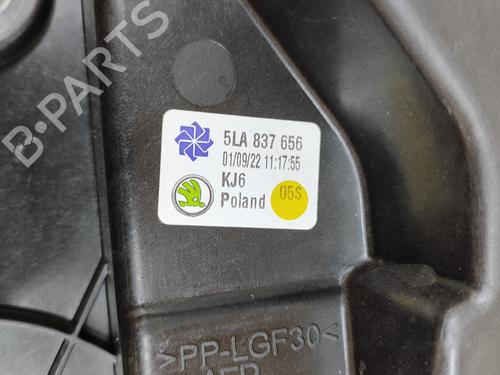 B-PARTS
5LA 837 656
01/09/22 11:17:55
KJ6
Poland
05S
>PP-LGF30<